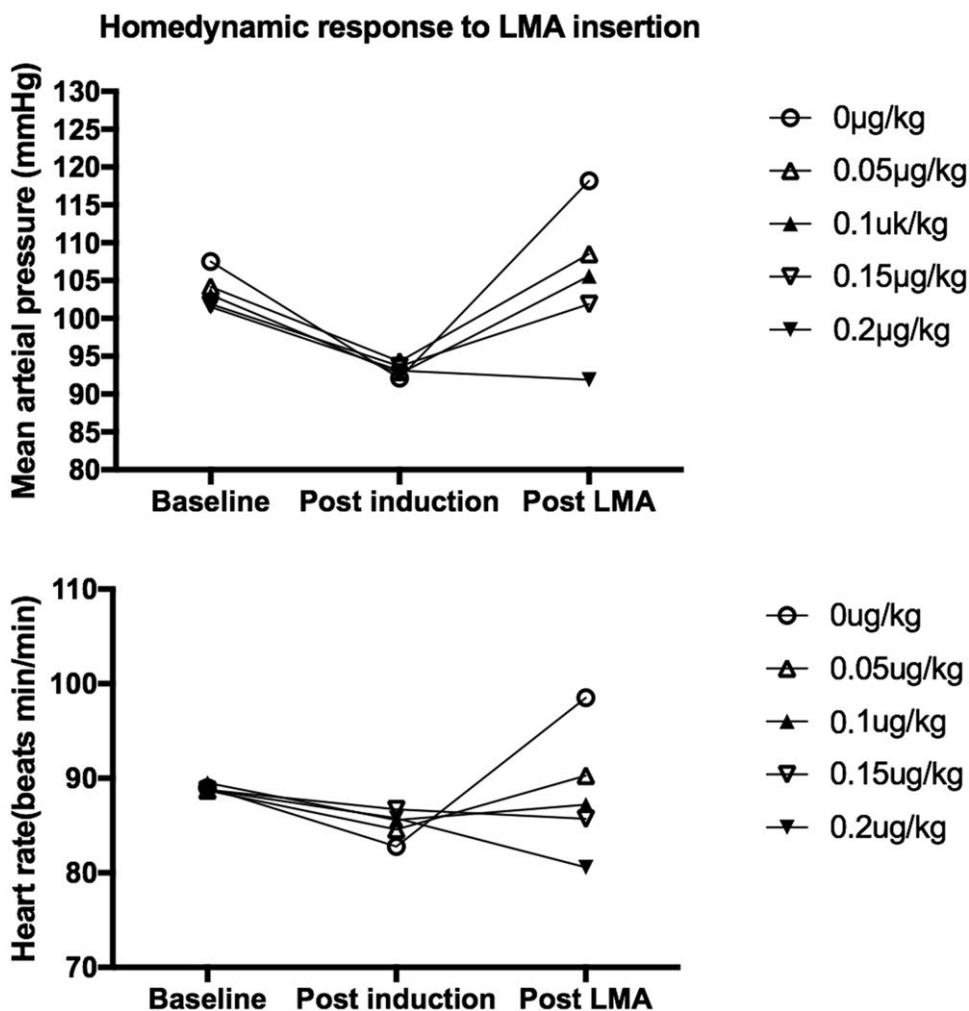 Homedynamic response to LMA insertion
Mean arteial pressure (mmHg)
130
125
120
115
110
105
100
95
90
85
80
Baseline Post induction Post LMA
0µg/kg
0.05µg/kg
0.1uk/kg
0.15µg/kg
0.2µg/kg
Heart rate(beats min/min)
110
100
90
80
70
Baseline Post induction Post LMA
0ug/kg
0.05ug/kg
0.1ug/kg
0.15ug/kg
0.2ug/kg